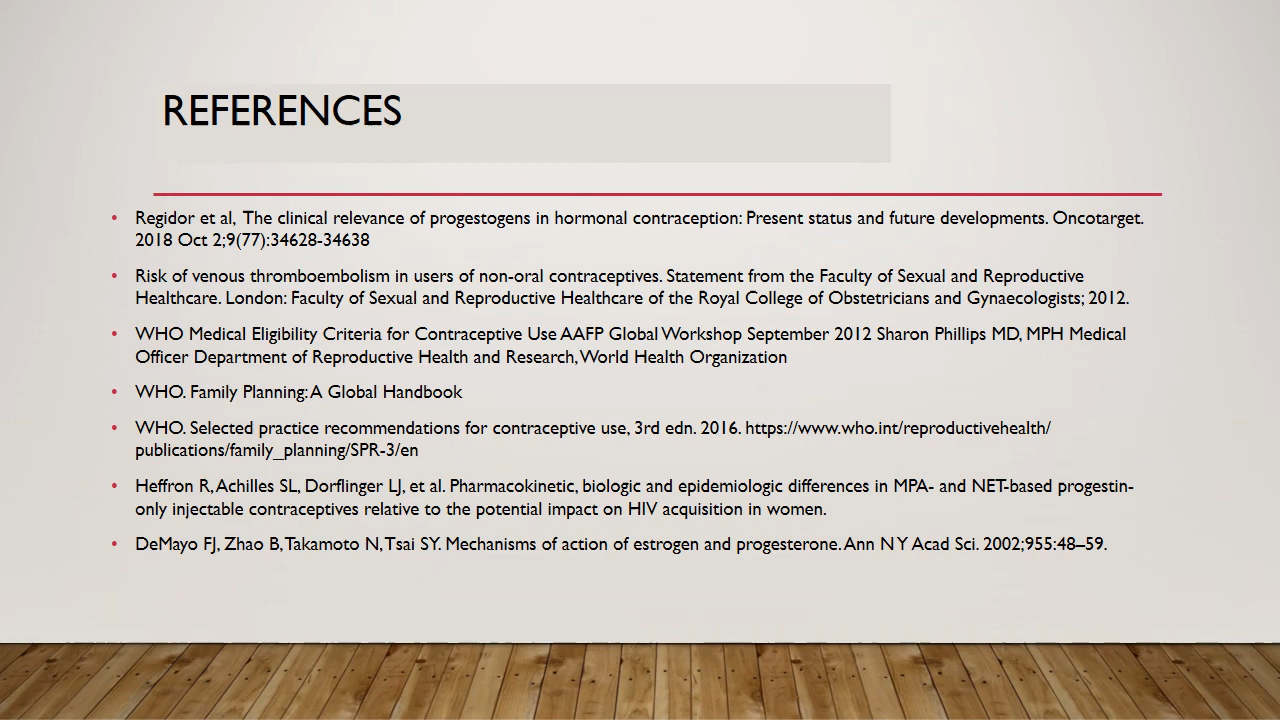 REFERENCES
• Regidor et al, The clinical relevance of progestogens in hormonal contraception: Present status and future developments. Oncotarget.
2018 Oct 2;9(77):34628-34638
• Risk of venous thromboembolism in users of non-oral contraceptives. Statement from the Faculty of Sexual and Reproductive
Healthcare. London: Faculty of Sexual and Reproductive Healthcare of the Royal College of Obstetricians and Gynaecologists; 2012.
• WHO Medical Eligibility Criteria for Contraceptive Use AAFP Global Workshop September 2012 Sharon Phillips MD, MPH Medical
Officer Department of Reproductive Health and Research, World Health Organization
• WHO. Family Planning: A Global Handbook
• WHO. Selected practice recommendations for contraceptive use, 3rd edn. 2016. https://www.who.int/reproductivehealth/
publications/family_planning/SPR-3/en
• Heffron R, Achilles SL, Dorflinger LJ, et al. Pharmacokinetic, biologic and epidemiologic differences in MPA- and NET-based progestin-
only injectable contraceptives relative to the potential impact on HIV acquisition in women.
• DeMayo FJ, Zhao B, Takamoto N, Tsai SY. Mechanisms of action of estrogen and progesterone. Ann N Y Acad Sci. 2002;955:48–59.